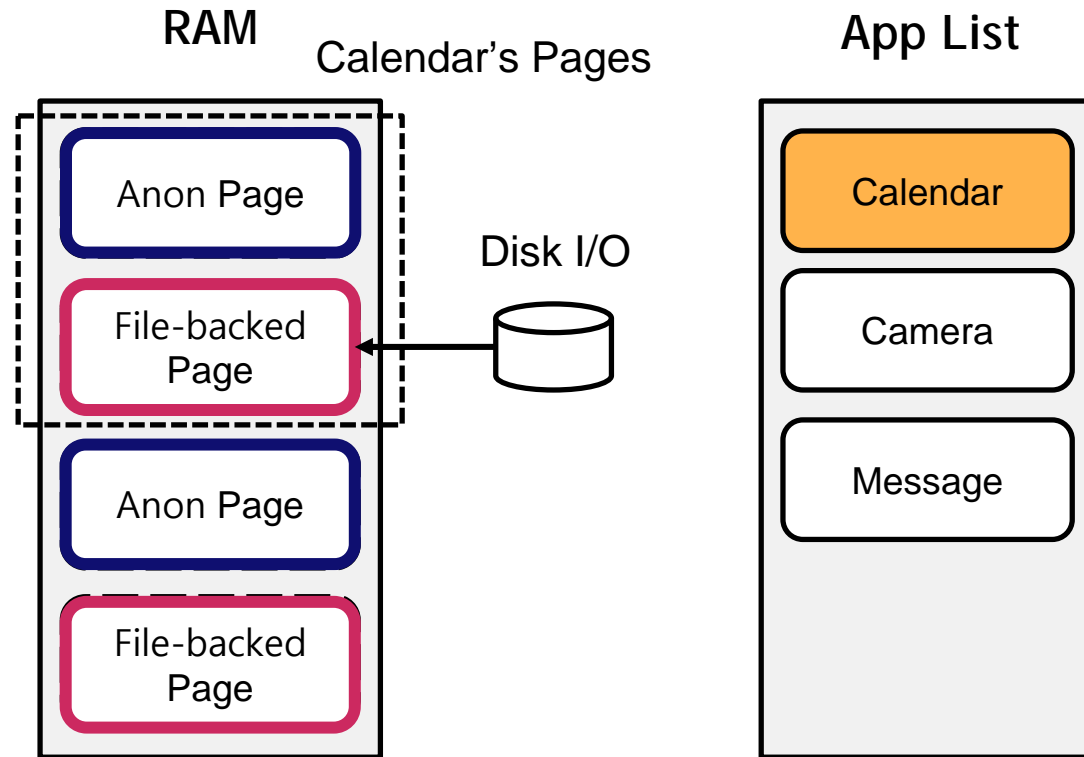 RAM
Calendar's Pages
App List
Anon Page
File-backed
Page
Anon Page
File-backed
Page
Disk I/O
Calendar
Camera
Message